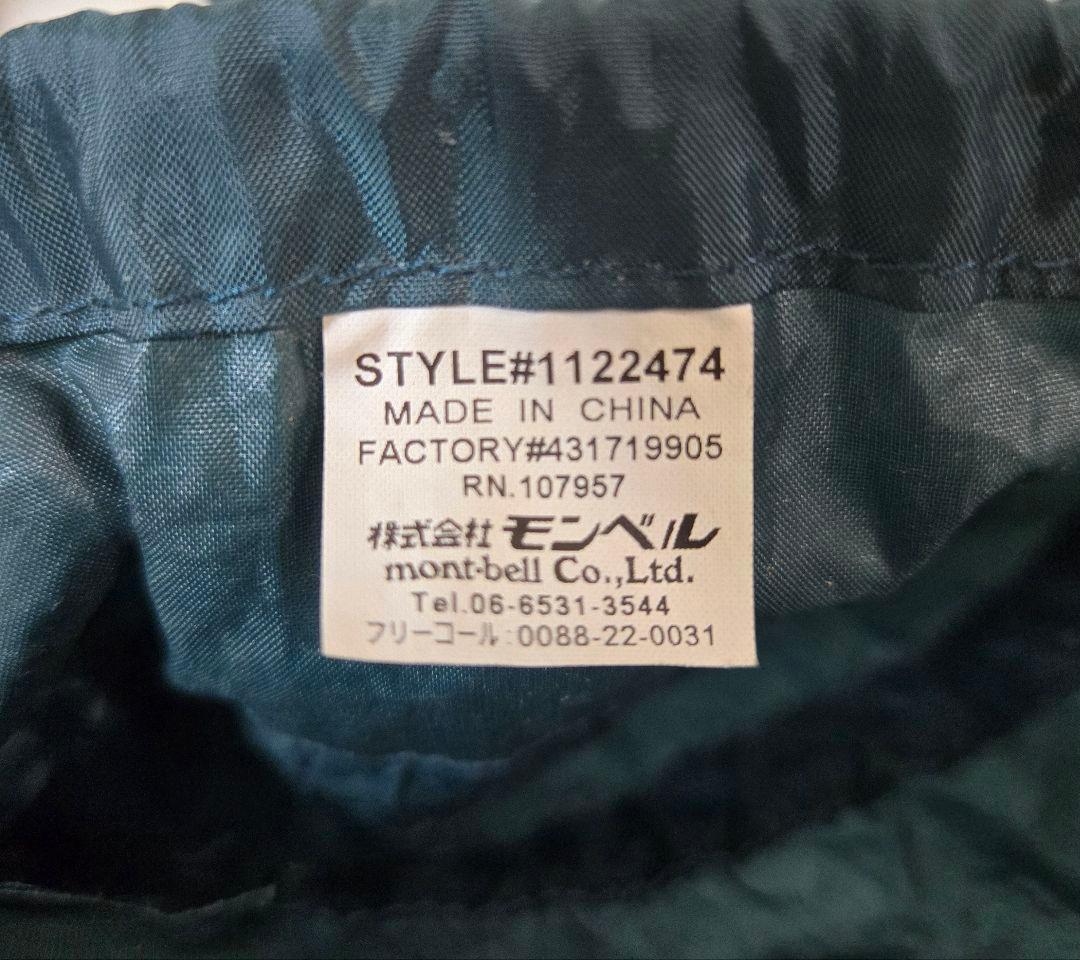 STYLE#1122474
MADE IN CHINA
FACTORY#431719905
RN.107957
株式会社 モンベル
mont-bell Co.,Ltd.
Tel.06-6531-3544
フリーコール:0088-22-0031